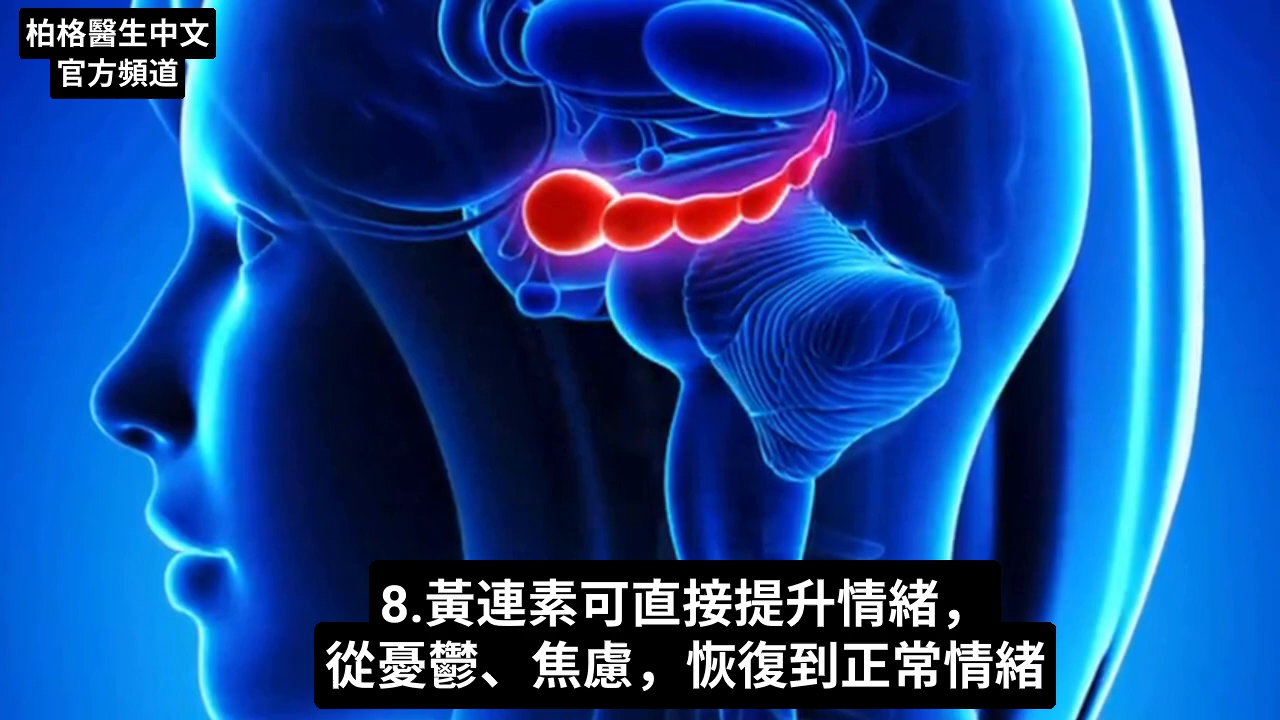 柏格醫生中文
官方頻道
8.黃連素可直接提升情緒，
從憂鬱、焦慮，恢復到正常情緒